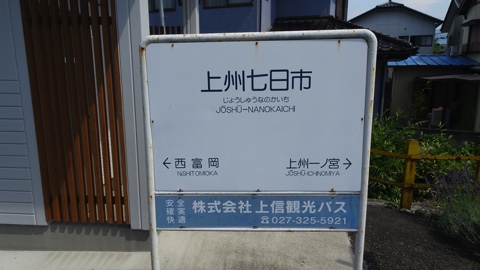 上州七日市
じょうしゅうなのかいち
JŌSHŪ-NANOKAICHI
西富岡
NISHITOMIOKA
上州一ノ宮
JŌSHŪ-ICHINOMIYA
安全 確実 快適 株式会社上信観光バス
027-325-5921